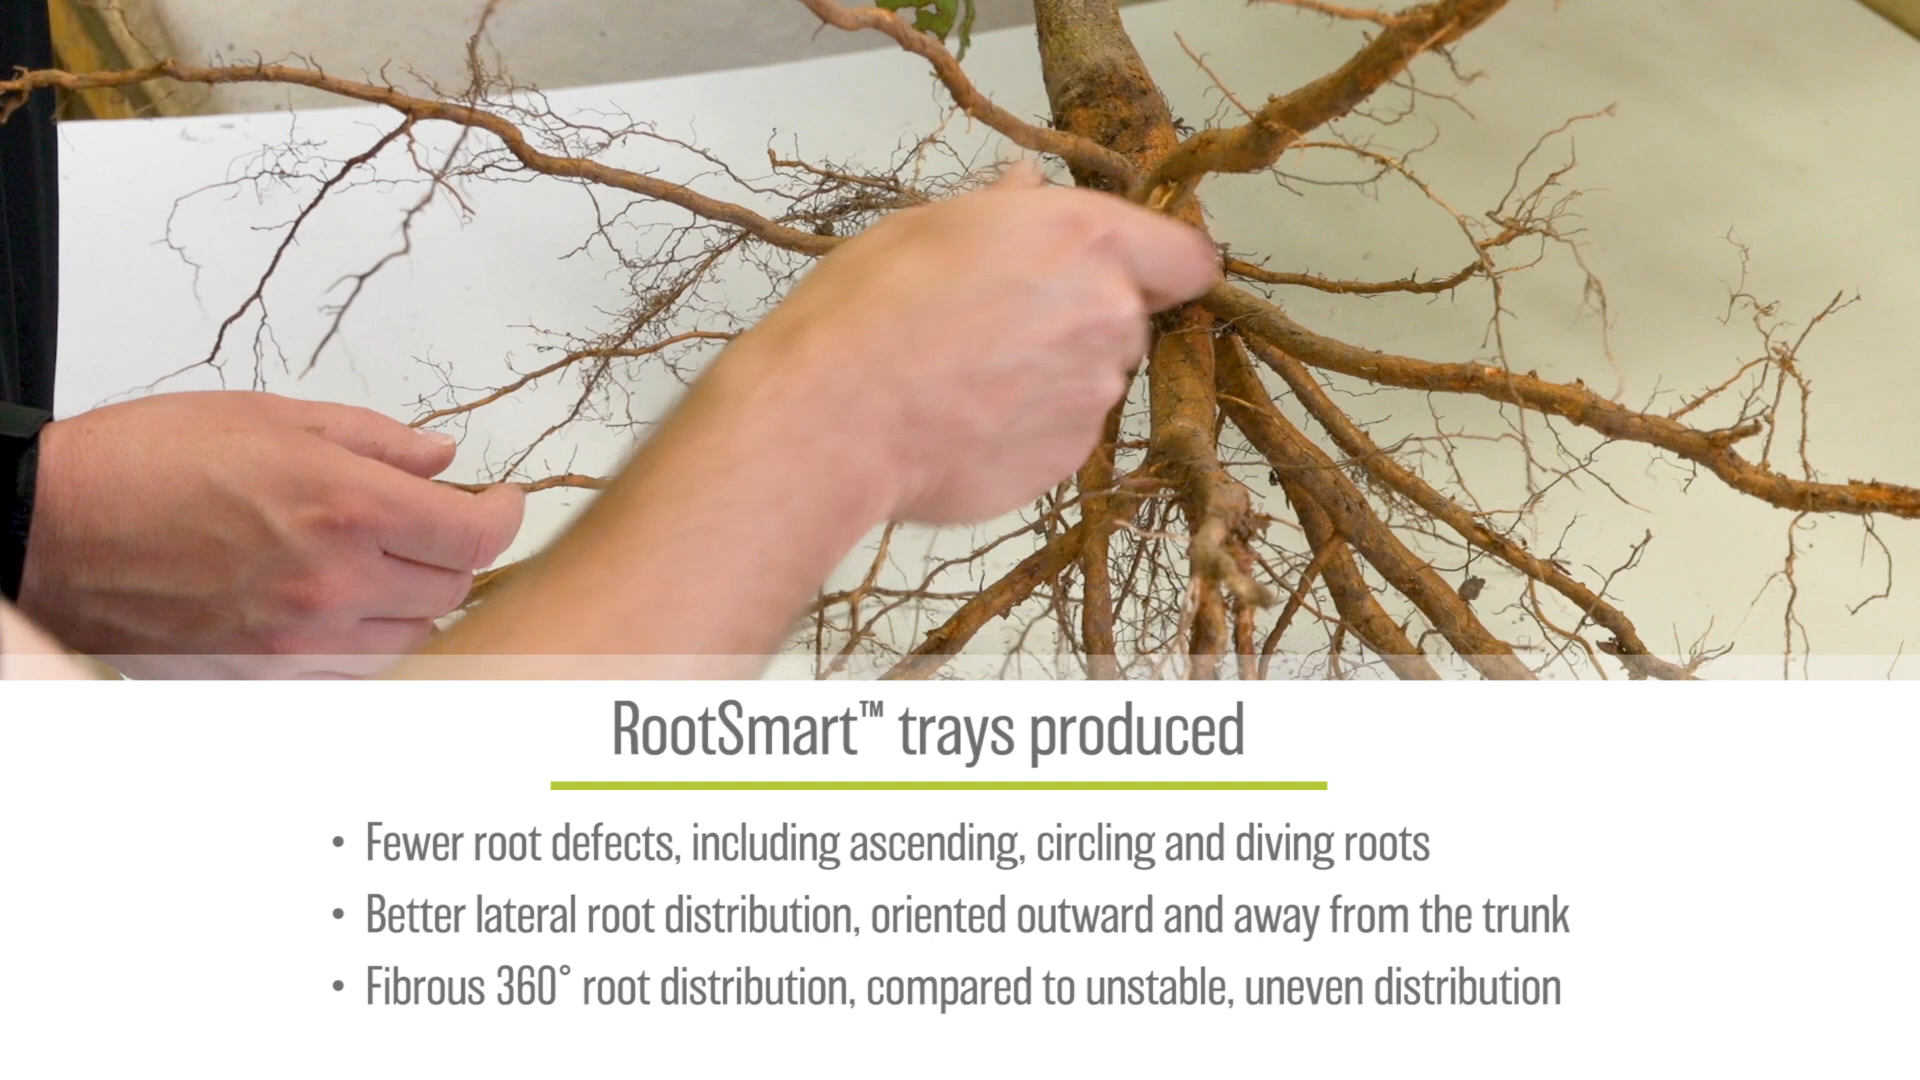 RootSmart™ trays produced
• Fewer root defects, including ascending, circling and diving roots
• Better lateral root distribution, oriented outward and away from the trunk
• Fibrous 360° root distribution, compared to unstable, uneven distribution